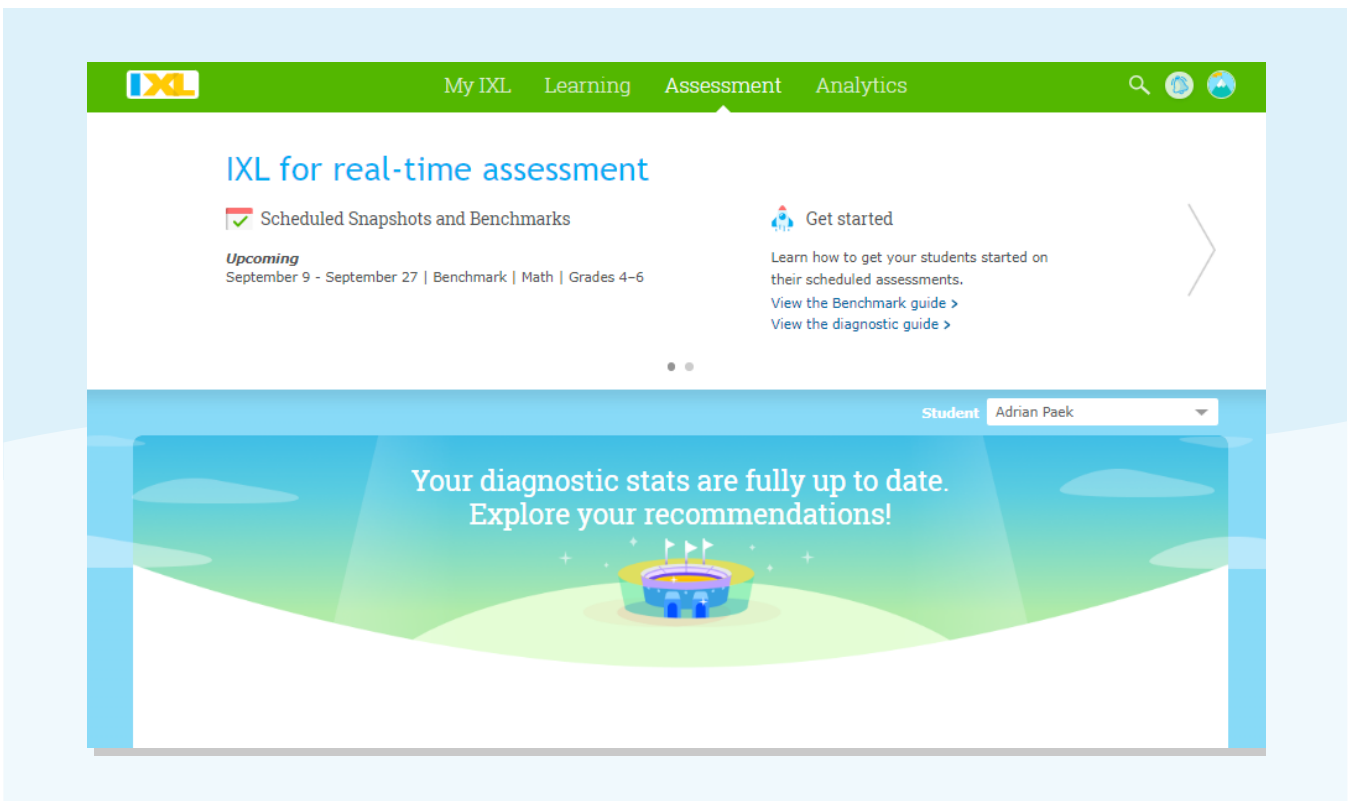 IXL
My IXL Learning Assessment Analytics
IXL for real-time assessment
Scheduled Snapshots and Benchmarks
Upcoming
September 9 - September 27 | Benchmark | Math | Grades 4–6
Get started
Learn how to get your students started on
their scheduled assessments.
View the Benchmark guide >
View the diagnostic guide >
Student Adrian Paek
Your diagnostic stats are fully up to date.
Explore your recommendations!